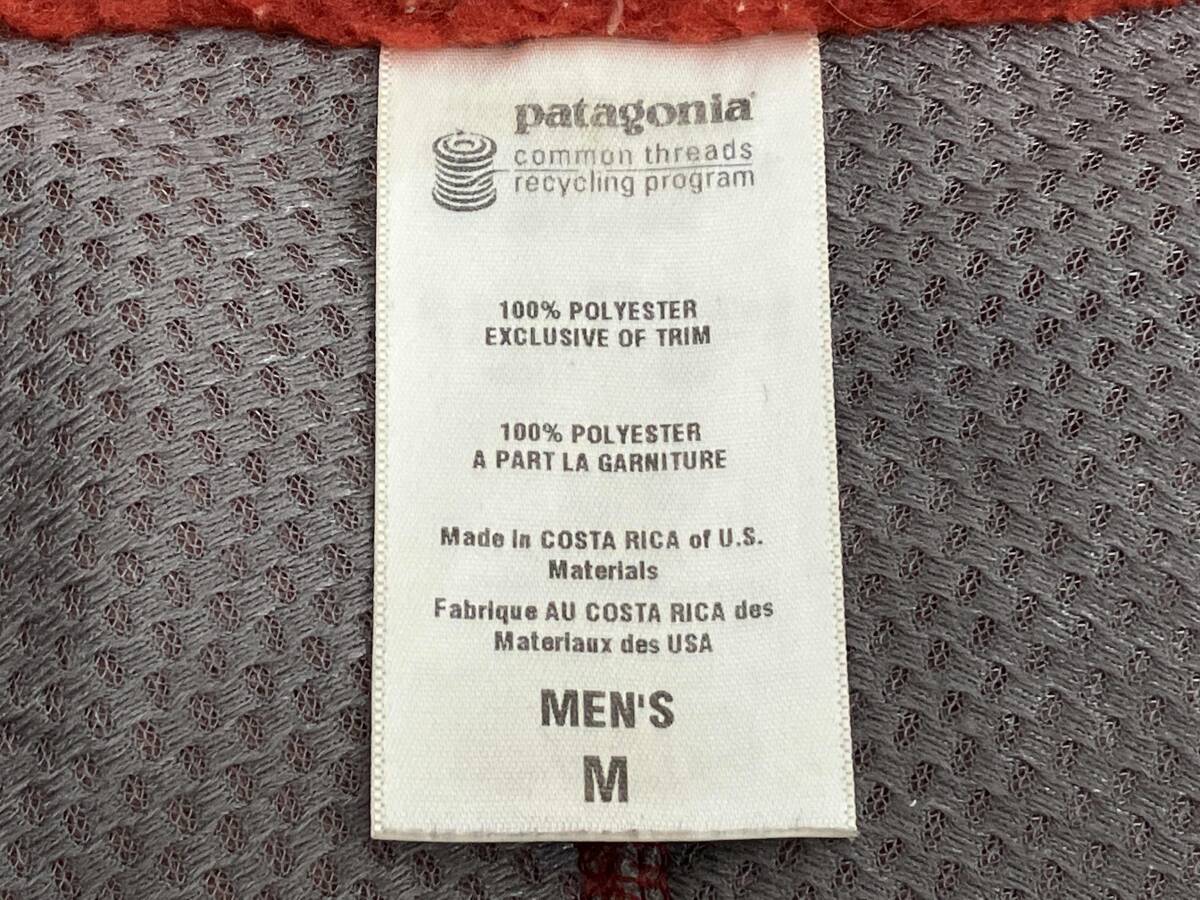 patagonia®
common threads
recycling program
100% POLYESTER
EXCLUSIVE OF TRIM
100% POLYESTER
A PART LA GARNITURE
Made in COSTA RICA of U.S.
Materials
Fabrique AU COSTA RICA des
Materiaux des USA
MEN'S
M